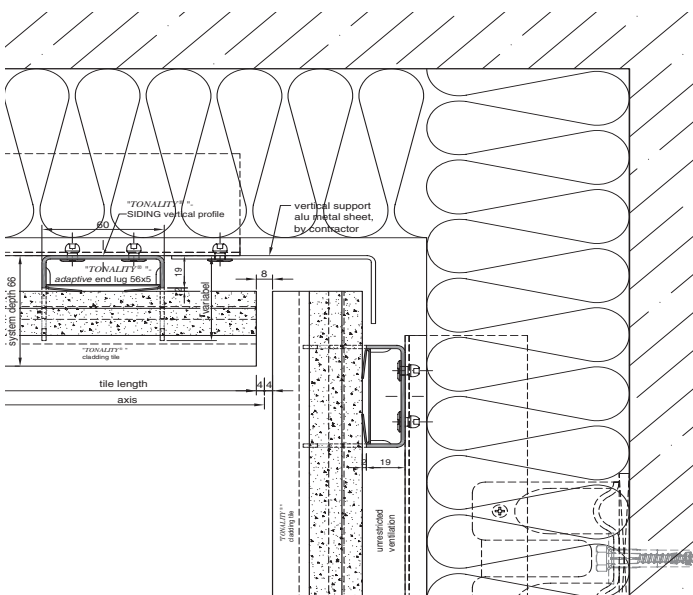 "TONALITY®"-
SIDING vertical profile
60
vertical support
alu metal sheet,
by contractor
"TONALITY®"-
adaptive end lug 56x5
19
8
system depth 66
variabel
"TONALITY®"
cladding tile
tile length
4
4
axis
19
"TONALITY®"
cladding tile
unrestricted
ventilation